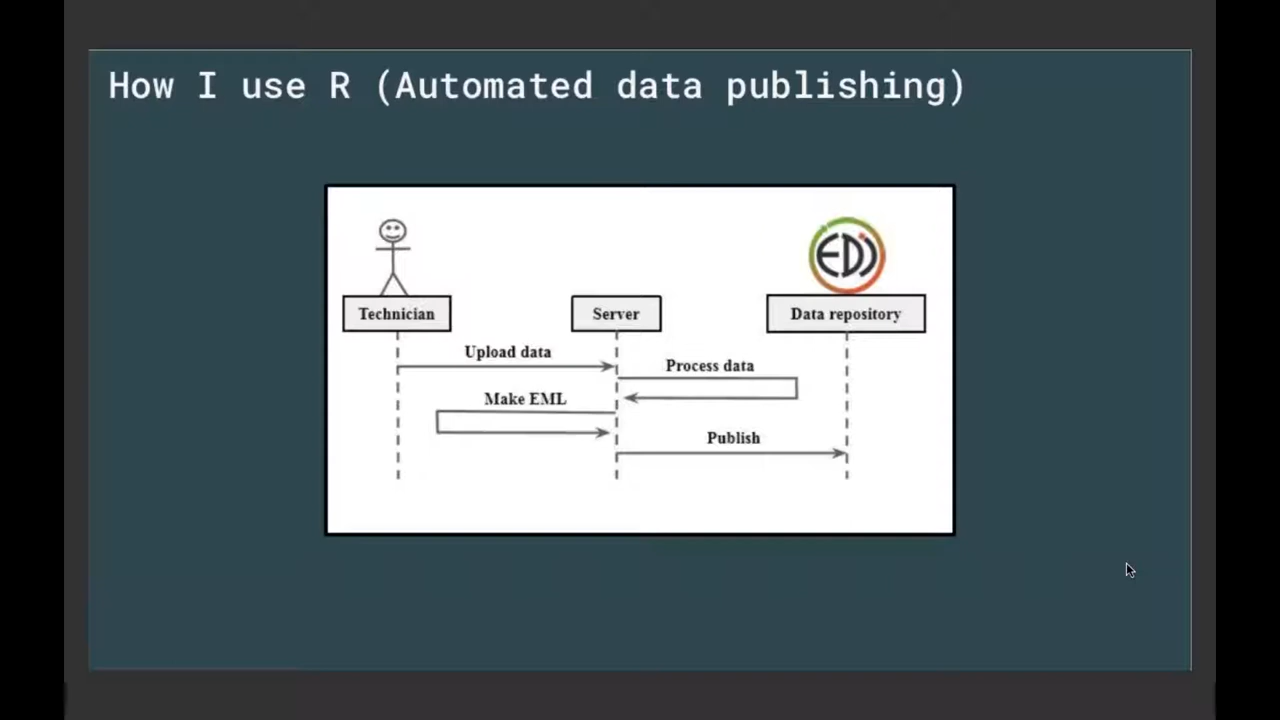 How I use R (Automated data publishing)
EDI
Technician
Server
Data repository
Upload data
Process data
Make EML
Publish